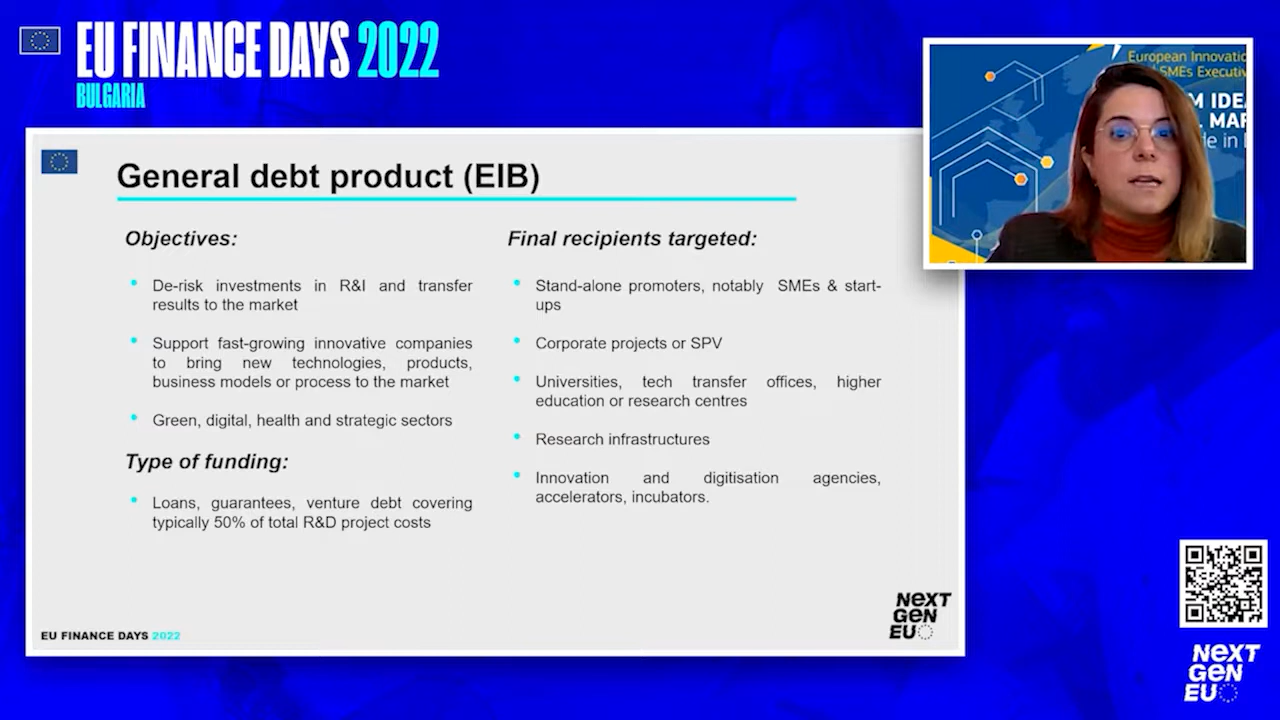 EU FINANCE DAYS 2022
BULGARIA
General debt product (EIB)
Objectives:
De-risk investments in R&I and transfer
results to the market
Support fast-growing innovative companies
to bring new technologies, products,
business models or process to the market
Green, digital, health and strategic sectors
Type of funding:
Loans, guarantees, venture debt covering
typically 50% of total R&D project costs
Final recipients targeted:
Stand-alone promoters, notably SMEs & start-
ups
Corporate projects or SPV
Universities, tech transfer offices, higher
education or research centres
Research infrastructures
Innovation and digitisation agencies,
accelerators, incubators.
EU FINANCE DAYS 2022
NEXT
GEN
EU
European Innovatio
SMEs Executiv
M IDEA
MAR
in
NEXT
GEN
EU